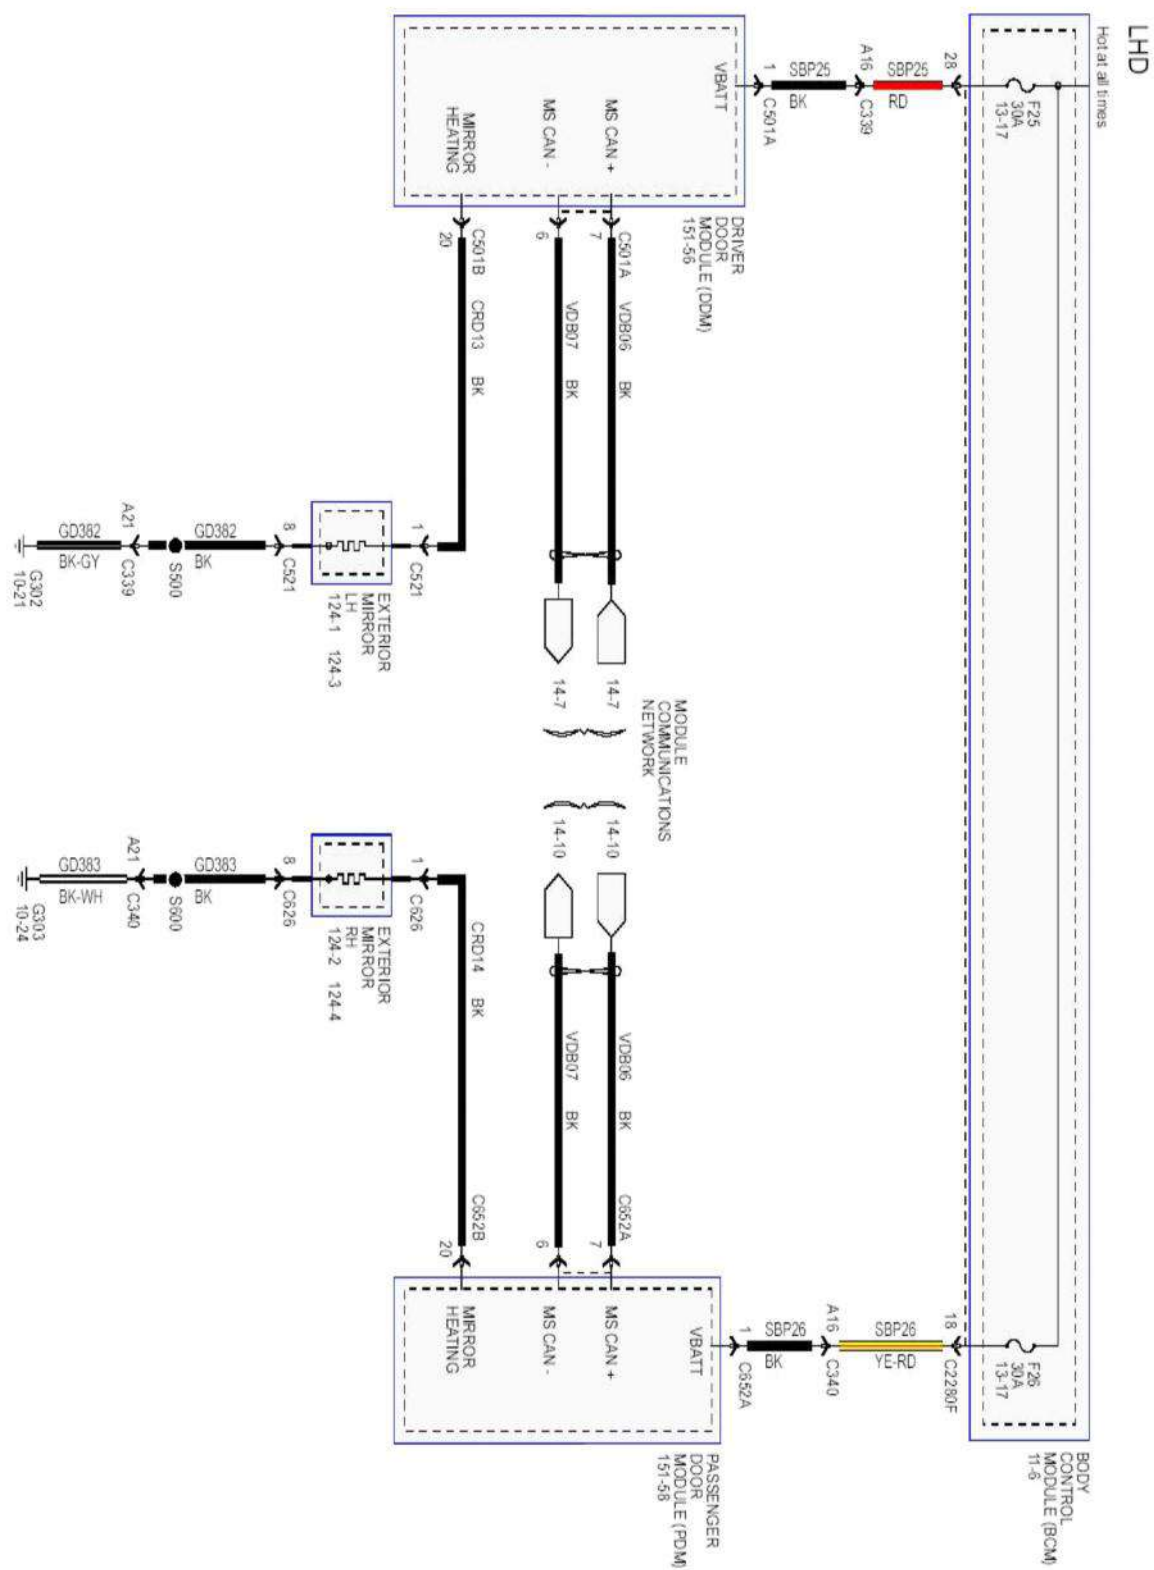 LHD
Hot at all times
F25
30A
13-17
F26
30A
13-17
BODY
CONTROL
MODULE (BCM)
11-6
28
18
C2280F
SBP25
RD
SBP26
YE-RD
A16
C339
A16
C340
SBP25
BK
SBP26
BK
1
C501A
1
C652A
VBATT
VBATT
DRIVER
DOOR
MODULE (DDM)
151-56
PASSENGER
DOOR
MODULE (PDM)
151-58
MODULE
COMMUNICATIONS
NETWORK
MS CAN +
7
C501A
VDB06
BK
14-7
14-10
VDB06
BK
C652A
7
MS CAN +
MS CAN -
6
VDB07
BK
14-7
14-10
VDB07
BK
6
MS CAN -
MIRROR
HEATING
20
C501B
CRD13
BK
CRD14
BK
C652B
20
MIRROR
HEATING
1
C521
1
C626
EXTERIOR
MIRROR
LH
124-1 124-3
EXTERIOR
MIRROR
RH
124-2 124-4
8
C521
8
C626
GD382
BK
GD383
BK
S500
S600
A21
C339
A21
C340
GD382
BK-GY
GD383
BK-WH
G302
10-21
G303
10-24